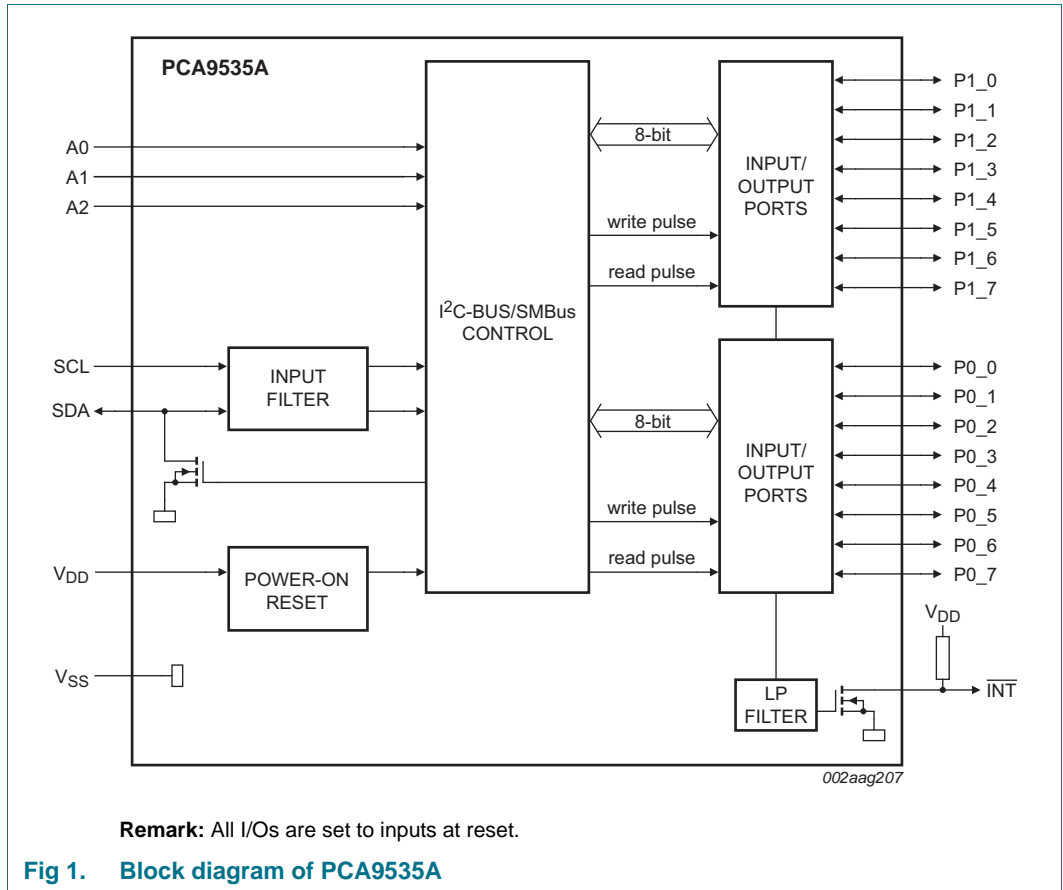 PCA9535A
A0
A1
A2
SCL
SDA
VDD
VSS
INPUT
FILTER
POWER-ON
RESET
I2C-BUS/SMBus
CONTROL
8-bit
write pulse
read pulse
INPUT/
OUTPUT
PORTS
P1_0
P1_1
P1_2
P1_3
P1_4
P1_5
P1_6
P1_7
8-bit
write pulse
read pulse
INPUT/
OUTPUT
PORTS
P0_0
P0_1
P0_2
P0_3
P0_4
P0_5
P0_6
P0_7
VDD
LP
FILTER
INT
002aag207
Remark: All I/Os are set to inputs at reset.
Fig 1. Block diagram of PCA9535A